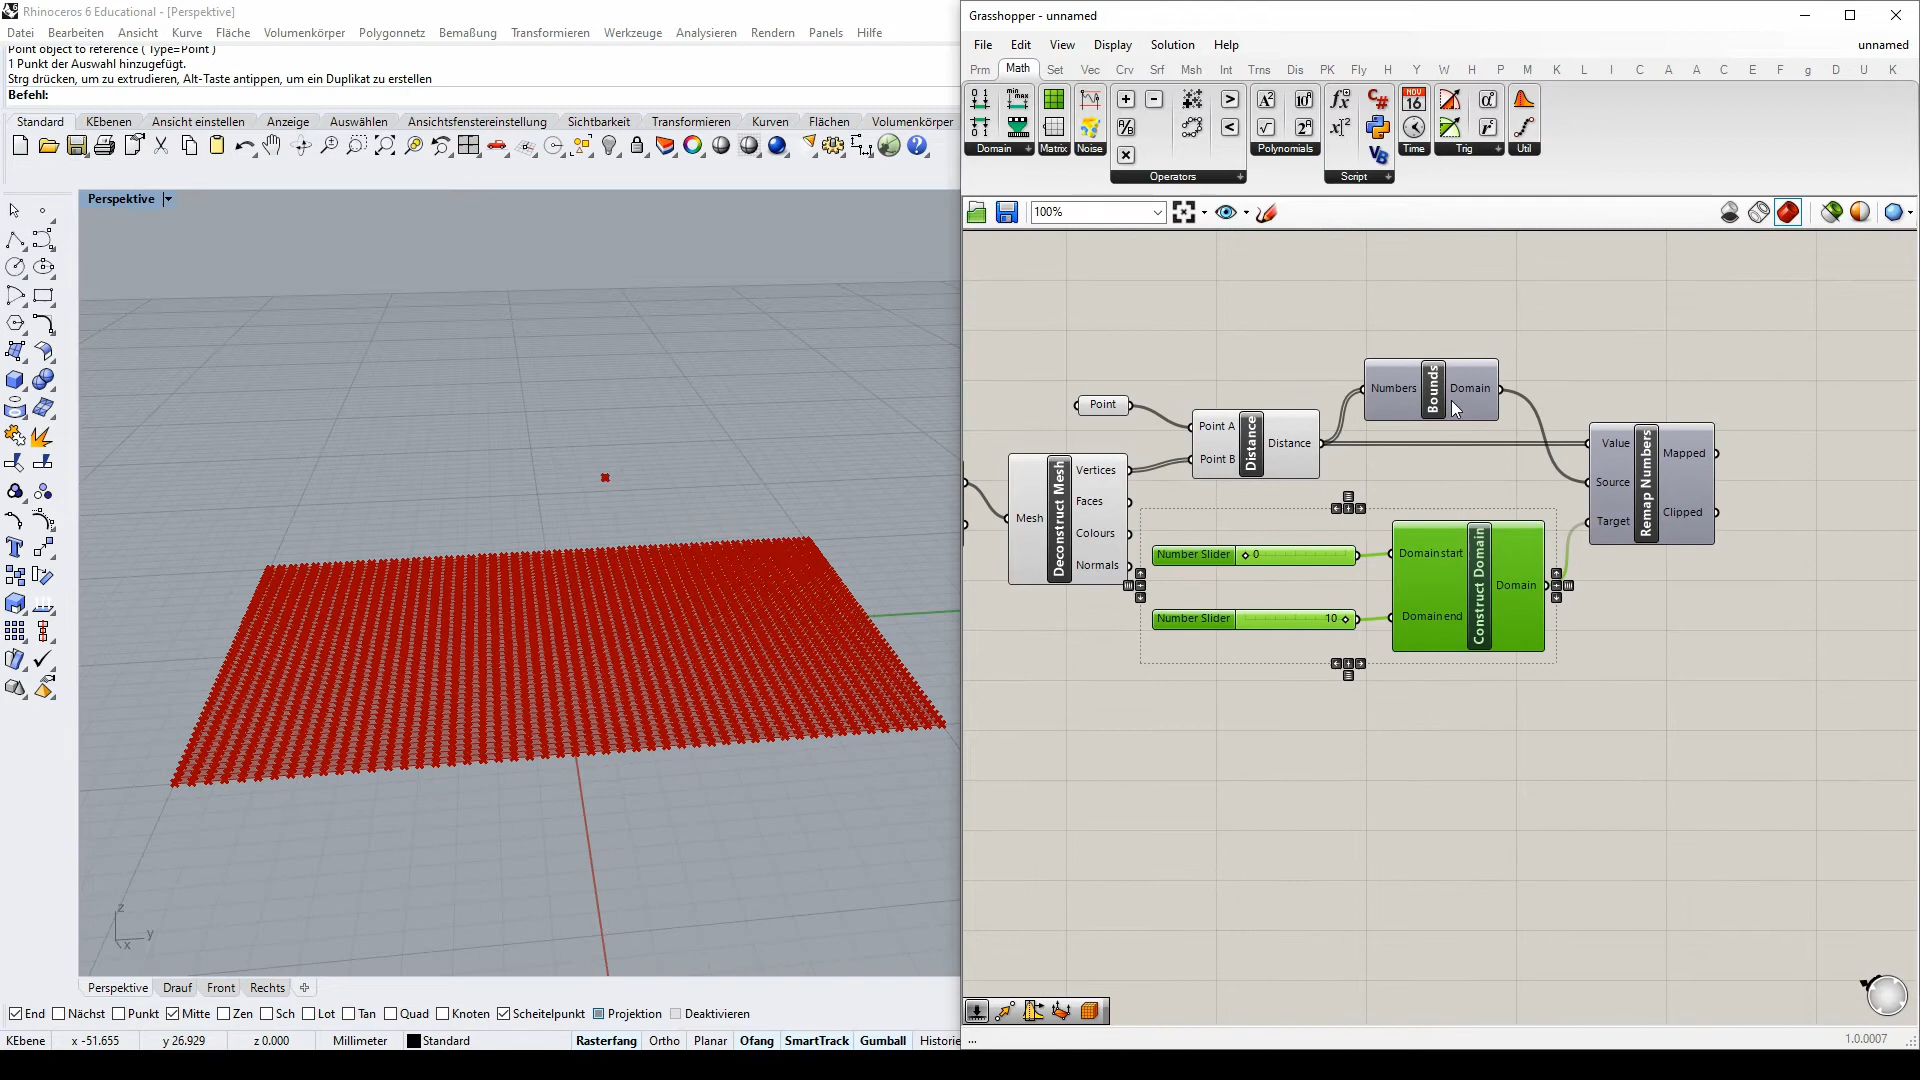 Rhinoceros 6 Educational - [Perspektive]
Datei Bearbeiten Ansicht Kurve Fläche Volumenkörper Polygonnetz Bemaßung Transformieren Werkzeuge Analysieren Rendern Panels Hilfe
Point object to reference ( Type=Point )
1 Punkt der Auswahl hinzugefügt.
Strg drücken, um zu extrudieren, Alt-Taste antippen, um ein Duplikat zu erstellen
Befehl:
Standard KEbenen Ansicht einstellen Anzeige Auswählen Ansichtsfenstereinstellung Sichtbarkeit Transformieren Kurven Flächen Volumenkörper
Perspektive
z
y
x
Perspektive Drauf Front Rechts
End Nächst Punkt Mitte Zen Sch Lot Tan Quad Knoten Scheitelpunkt Projektion Deaktivieren
KEbene x -51.655 y 26.929 z 0.000 Millimeter Standard Rasterfang Ortho Planar Ofang SmartTrack Gumball Historie
Grasshopper - unnamed
File Edit View Display Solution Help unnamed
Prm Math Set Vec Crv Srf Msh Int Trns Dis PK Fly H Y W H P M K L I C A A C E F g D U K
Domain Matrix Noise Polynomials Time Trig Util
Operators Script
100%
Numbers Bounds Domain
Point
Point A
Point B
Distance
Distance
Value
Source
Target
Remap Numbers
Mapped
Clipped
Mesh
Deconstruct Mesh
Vertices
Faces
Colours
Normals
Number Slider 0
Number Slider 10
Domain start
Domain end
Construct Domain
Domain
... 1.0.0007